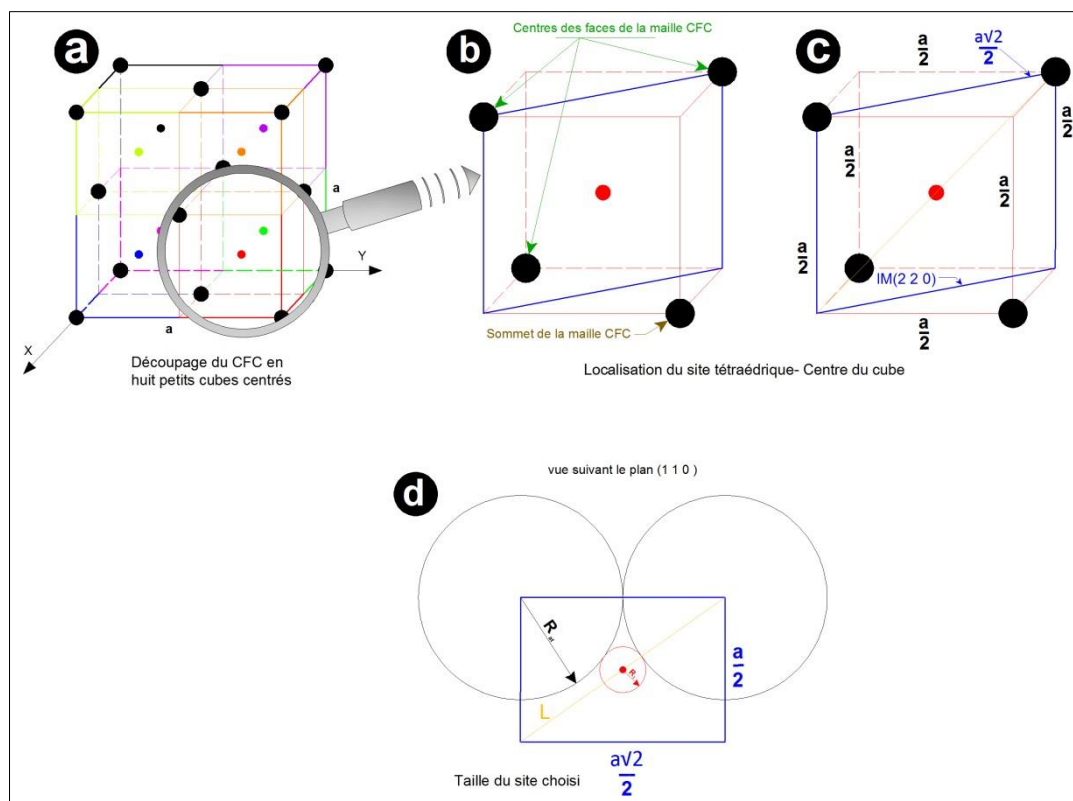 a
b
c
Centres des faces de la maille CFC
a/2
a√2/2
a/2
a/2
a/2
a
Y
a/2
IM(2 2 0)
a
X
Sommet de la maille CFC
a/2
Découpage du CFC en
huit petits cubes centrés
Localisation du site tétraédrique- Centre du cube
vue suivant le plan (1 1 0 )
d
R
a/2
R
L
a√2/2
Taille du site choisi